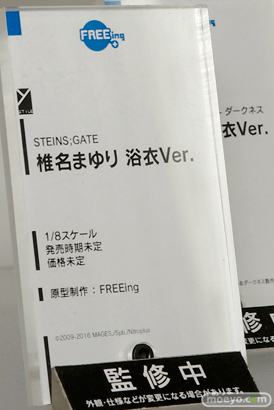 FREEing
STYLE
STEINS;GATE
椎名まゆり 浴衣Ver.
1/8スケール
発売時期未定
価格未定
原型制作：FREEing
©2009-2016 MAGES./5pb./Nitroplus
監修中
外観・仕様などが変更になる場合があります。
ダークネス
衣Ver.
moeyo.com